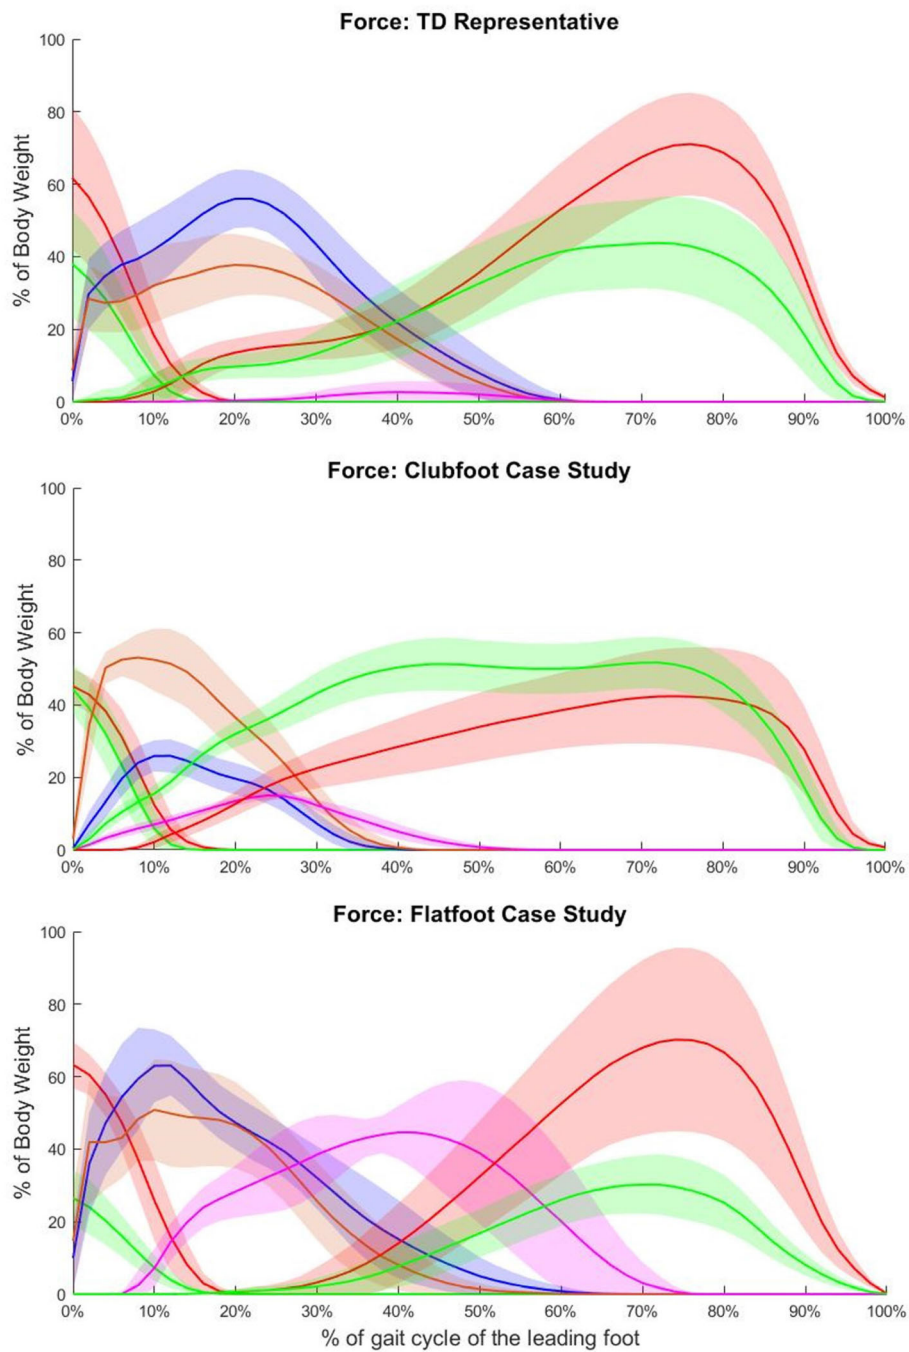 Force: TD Representative
100
80
60
40
20
0
% of Body Weight
0% 10% 20% 30% 40% 50% 60% 70% 80% 90% 100%
Force: Clubfoot Case Study
100
80
60
40
20
0
% of Body Weight
0% 10% 20% 30% 40% 50% 60% 70% 80% 90% 100%
Force: Flatfoot Case Study
100
80
60
40
20
0
% of Body Weight
0% 10% 20% 30% 40% 50% 60% 70% 80% 90% 100%
% of gait cycle of the leading foot